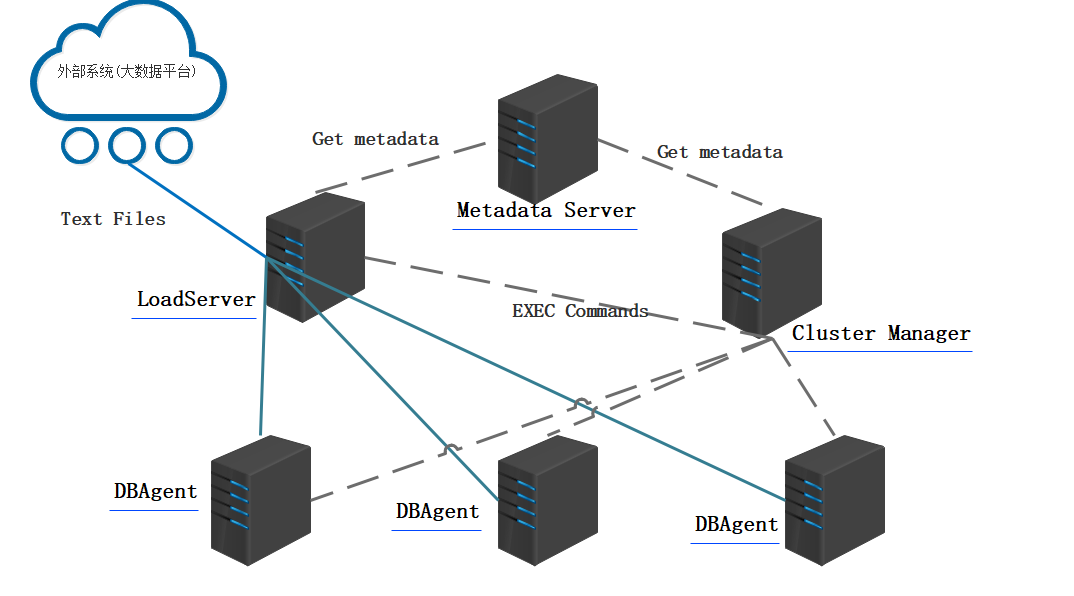 外部系统(大数据平台)
Get metadata
Get metadata
Metadata Server
Text Files
LoadServer
EXEC Commands
Cluster Manager
DBAgent
DBAgent
DBAgent